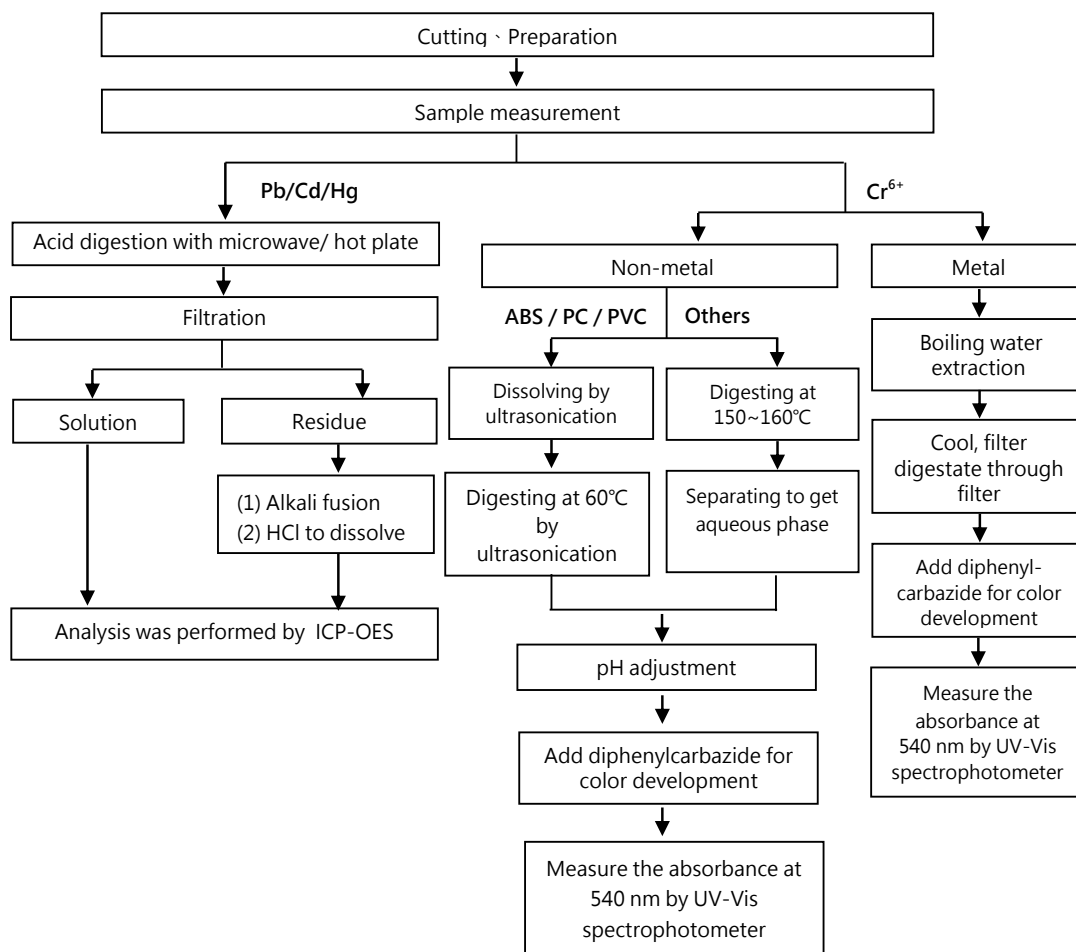 Cutting、Preparation
Sample measurement
Pb/Cd/Hg
Cr⁶⁺
Acid digestion with microwave/ hot plate
Filtration
Solution
Residue
(1) Alkali fusion
(2) HCl to dissolve
Analysis was performed by ICP-OES
Non-metal
ABS / PC / PVC
Others
Dissolving by
ultrasonication
Digesting at 60℃
by
ultrasonication
Digesting at
150~160℃
Separating to get
aqueous phase
pH adjustment
Add diphenylcarbazide for
color development
Measure the absorbance at
540 nm by UV-Vis
spectrophotometer
Metal
Boiling water
extraction
Cool, filter
digestate through
filter
Add diphenyl-
carbazide for color
development
Measure the
absorbance at
540 nm by UV-Vis
spectrophotometer